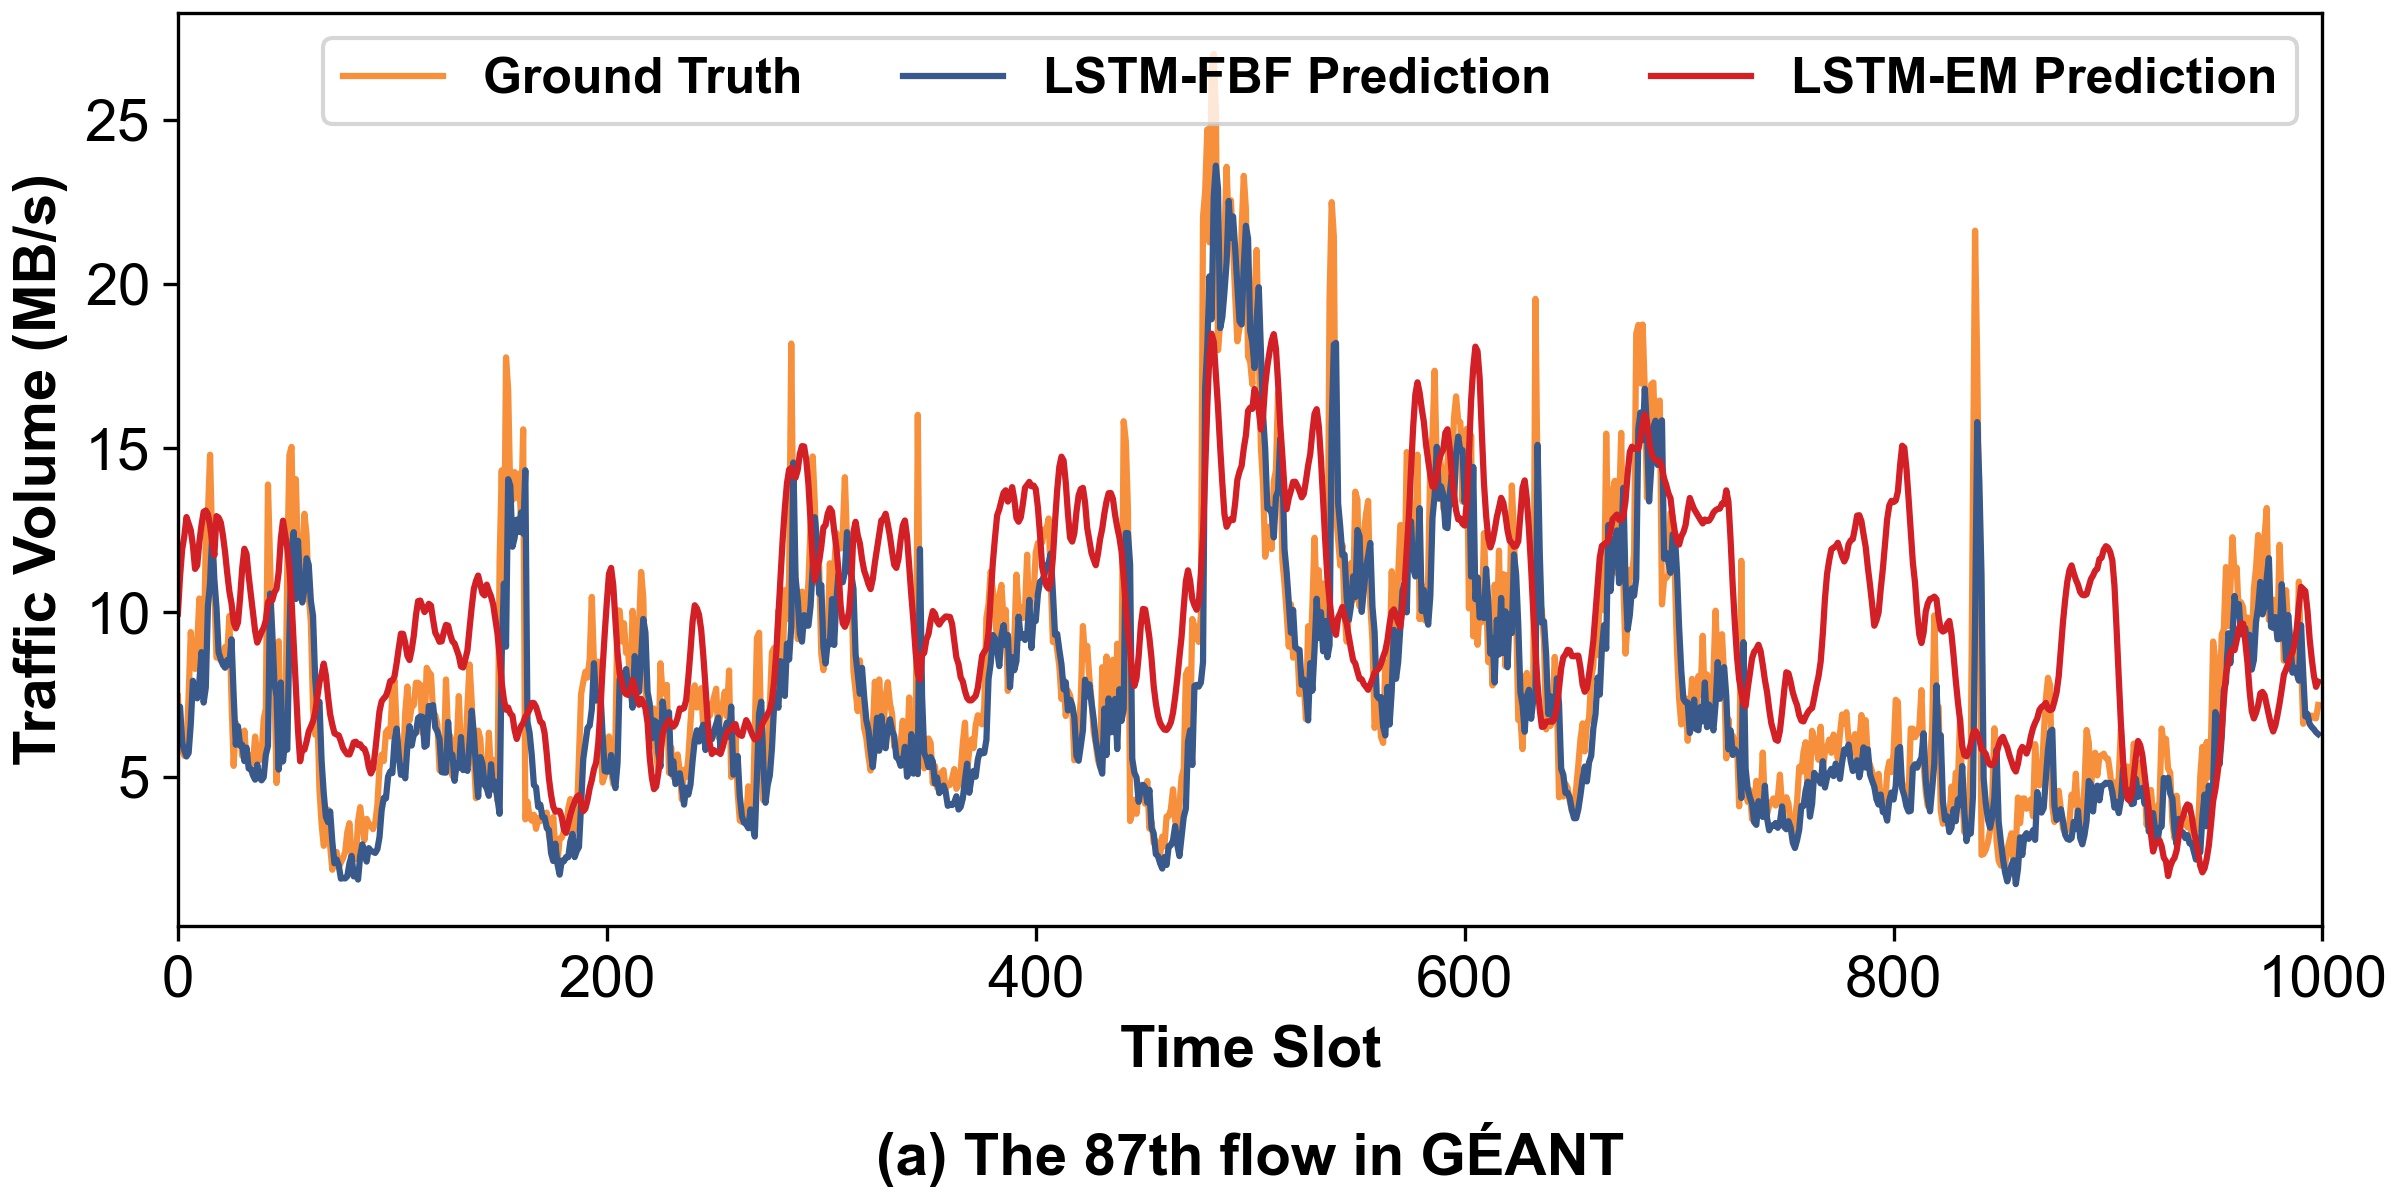 Ground Truth LSTM-FBF Prediction LSTM-EM Prediction
Traffic Volume (MB/s)
25
20
15
10
5
0 200 400 600 800 1000
Time Slot
(a) The 87th flow in GÉANT